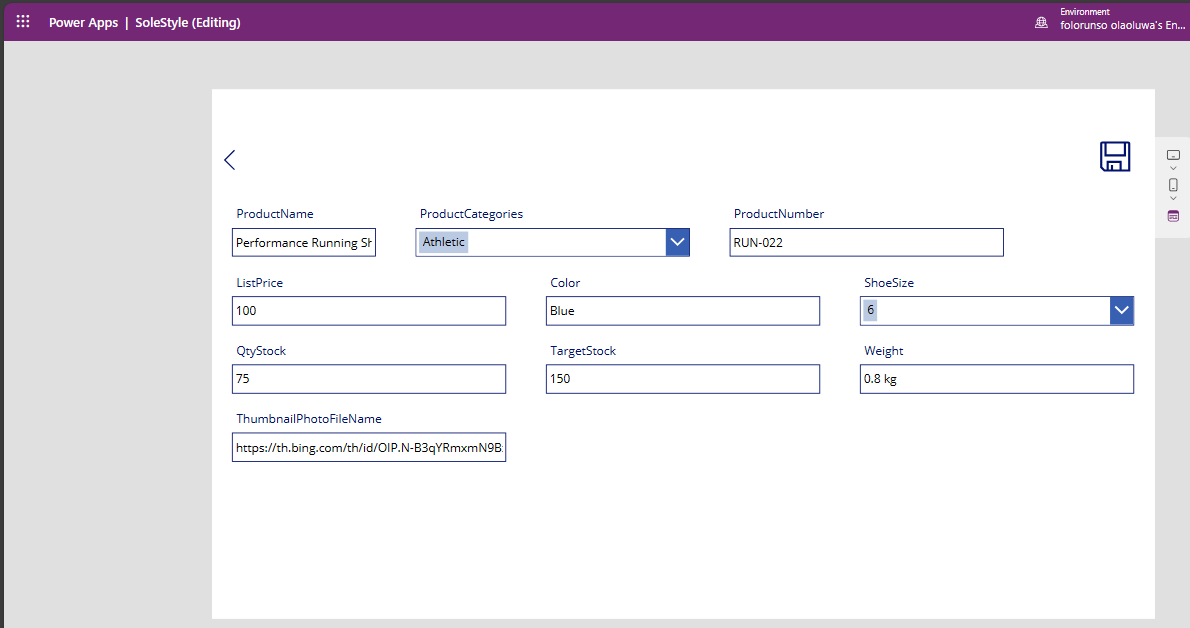 Power Apps | SoleStyle (Editing)
Environment
folorunso olaoluwa's En...
ProductName
ProductCategories
ProductNumber
Performance Running Sh
Athletic
RUN-022
ListPrice
Color
ShoeSize
100
Blue
6
QtyStock
TargetStock
Weight
75
150
0.8 kg
ThumbnailPhotoFileName
https://th.bing.com/th/id/OIP.N-B3qYRmxmN9B